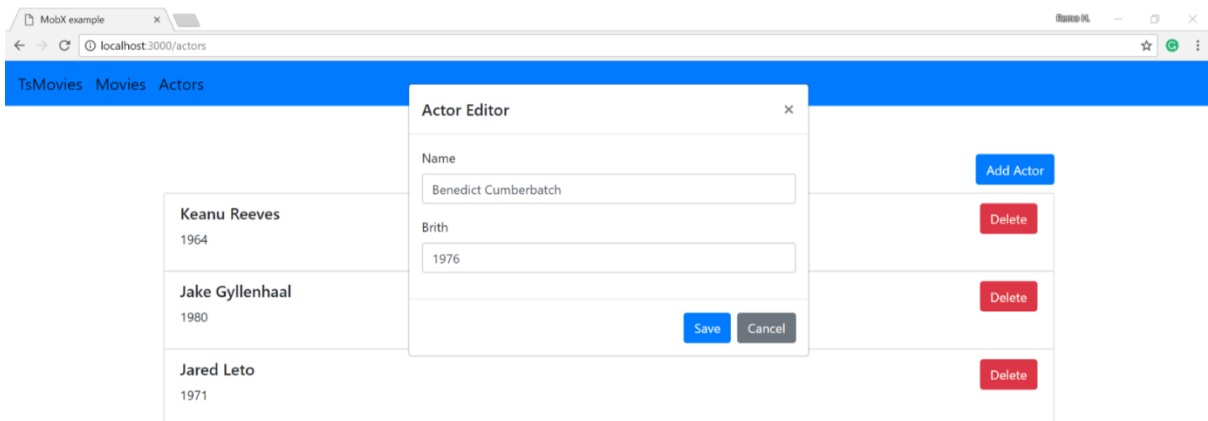 MobX example
Remo H.
localhost:3000/actors
TsMovies Movies Actors
Actor Editor ×
Name
Benedict Cumberbatch
Brith
1976
Save Cancel
Add Actor
Keanu Reeves
1964
Delete
Jake Gyllenhaal
1980
Delete
Jared Leto
1971
Delete